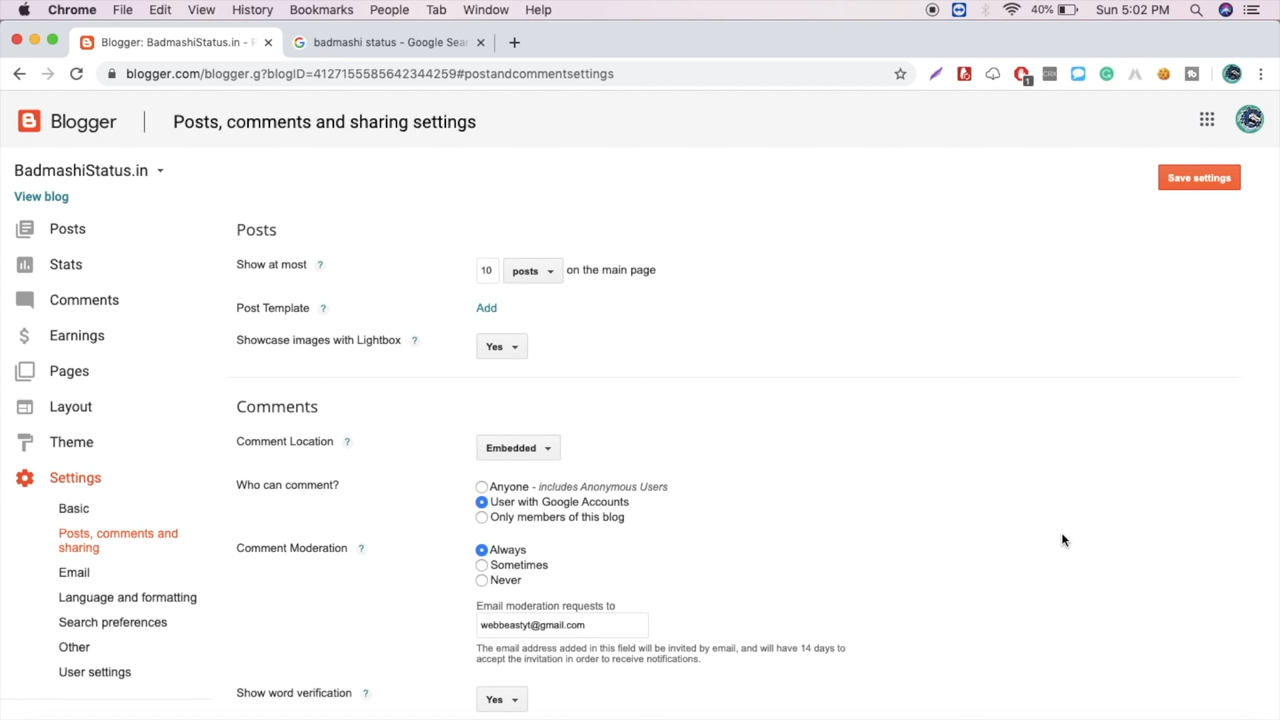 Chrome File Edit View History Bookmarks People Tab Window Help 40% Sun 5:02 PM
Blogger: BadmashiStatus.in - badmashi status - Google Sear
blogger.com/blogger.g?blogID=4127155585642344259#postandcommentsettings
Blogger Posts, comments and sharing settings
BadmashiStatus.in
Save settings
View blog
Posts
Stats
Comments
Earnings
Pages
Layout
Theme
Settings
Basic
Posts, comments and
sharing
Email
Language and formatting
Search preferences
Other
User settings
Posts
Show at most ? 10 posts on the main page
Post Template ? Add
Showcase images with Lightbox ? Yes
Comments
Comment Location ? Embedded
Who can comment? Anyone - includes Anonymous Users
User with Google Accounts
Only members of this blog
Comment Moderation ? Always
Sometimes
Never
Email moderation requests to
webbeastyt@gmail.com
The email address added in this field will be invited by email, and will have 14 days to
accept the invitation in order to receive notifications.
Show word verification ? Yes